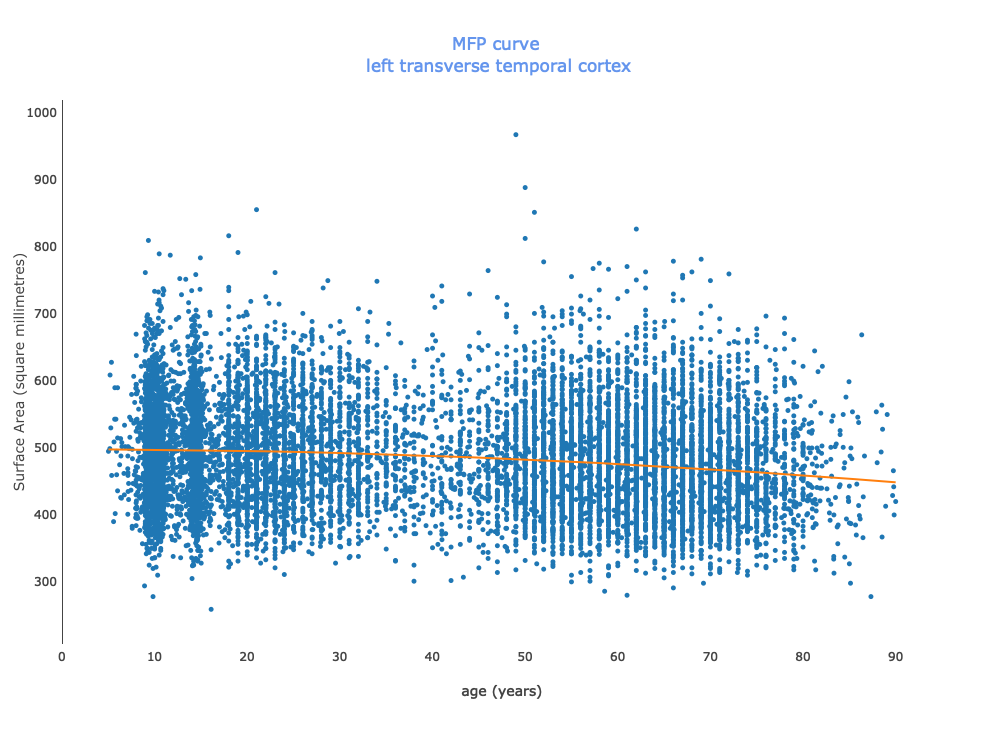 MFP curve
left transverse temporal cortex
Surface Area (square millimetres)
1000
900
800
700
600
500
400
300
0 10 20 30 40 50 60 70 80 90
age (years)